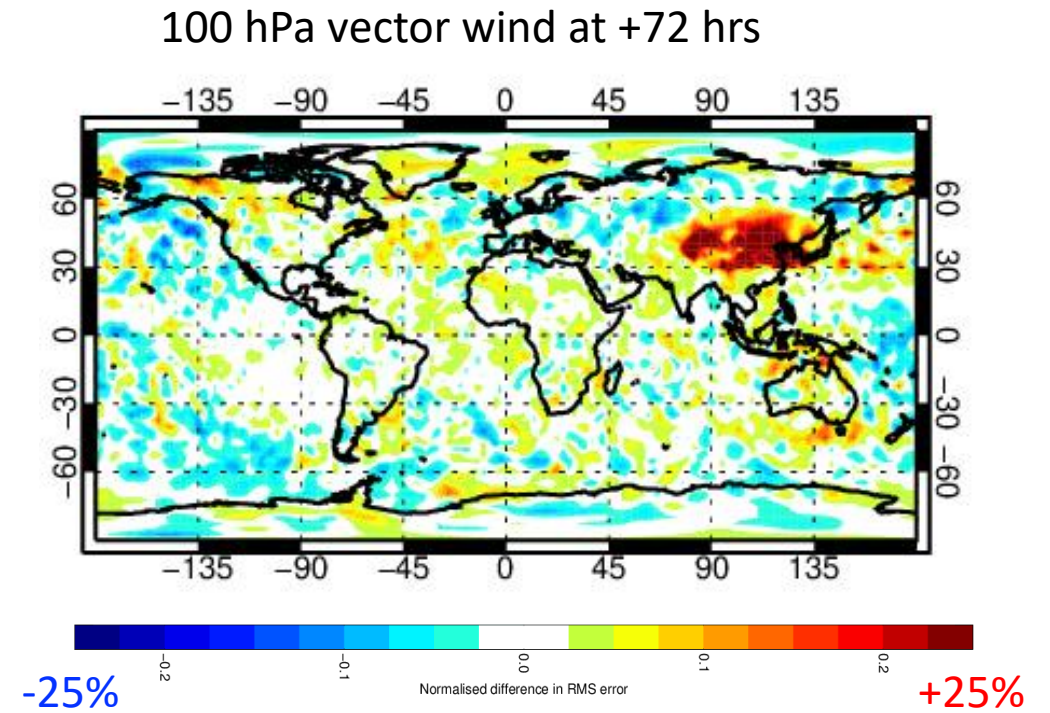 100 hPa vector wind at +72 hrs
−135 −90 −45 0 45 90 135
60 60
30 30
0 0
−30 −30
−60 −60
−135 −90 −45 0 45 90 135
−0.2 −0.1 0.0 0.1 0.2
-25% Normalised difference in RMS error +25%